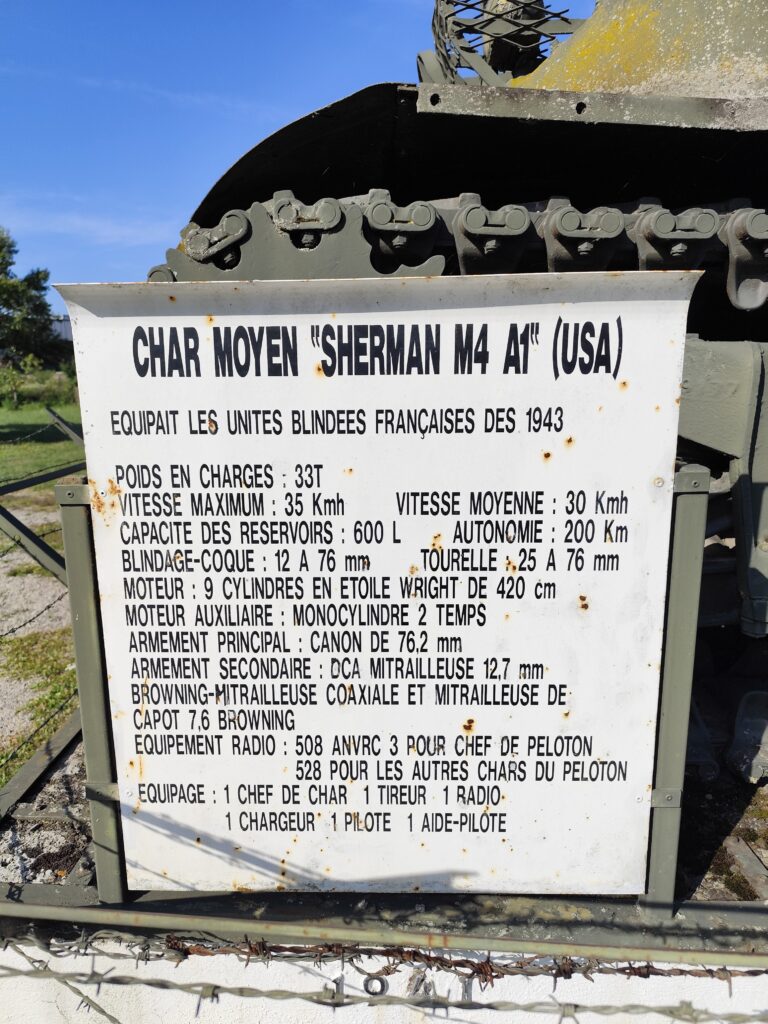 CHAR MOYEN "SHERMAN M4 A1" (USA)
EQUIPAIT LES UNITES BLINDEES FRANÇAISES DES 1943
POIDS EN CHARGES : 33T
VITESSE MAXIMUM : 35 Kmh VITESSE MOYENNE : 30 Kmh
CAPACITE DES RESERVOIRS : 600 L AUTONOMIE : 200 Km
BLINDAGE-COQUE : 12 A 76 mm TOURELLE : 25 A 76 mm
MOTEUR : 9 CYLINDRES EN ETOILE WRIGHT DE 420 cm
MOTEUR AUXILIAIRE : MONOCYLINDRE 2 TEMPS
ARMEMENT PRINCIPAL : CANON DE 76,2 mm
ARMEMENT SECONDAIRE : DCA MITRAILLEUSE 12,7 mm
BROWNING-MITRAILLEUSE COAXIALE ET MITRAILLEUSE DE
CAPOT 7,6 BROWNING
EQUIPEMENT RADIO : 508 ANVRC 3 POUR CHEF DE PELOTON
528 POUR LES AUTRES CHARS DU PELOTON
EQUIPAGE : 1 CHEF DE CHAR 1 TIREUR 1 RADIO
1 CHARGEUR 1 PILOTE 1 AIDE-PILOTE